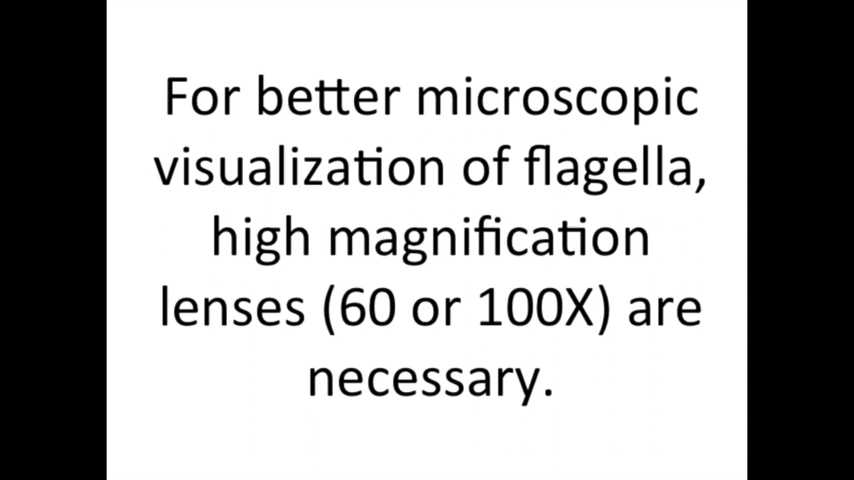 For better microscopic
visualization of flagella,
high magnification
lenses (60 or 100X) are
necessary.